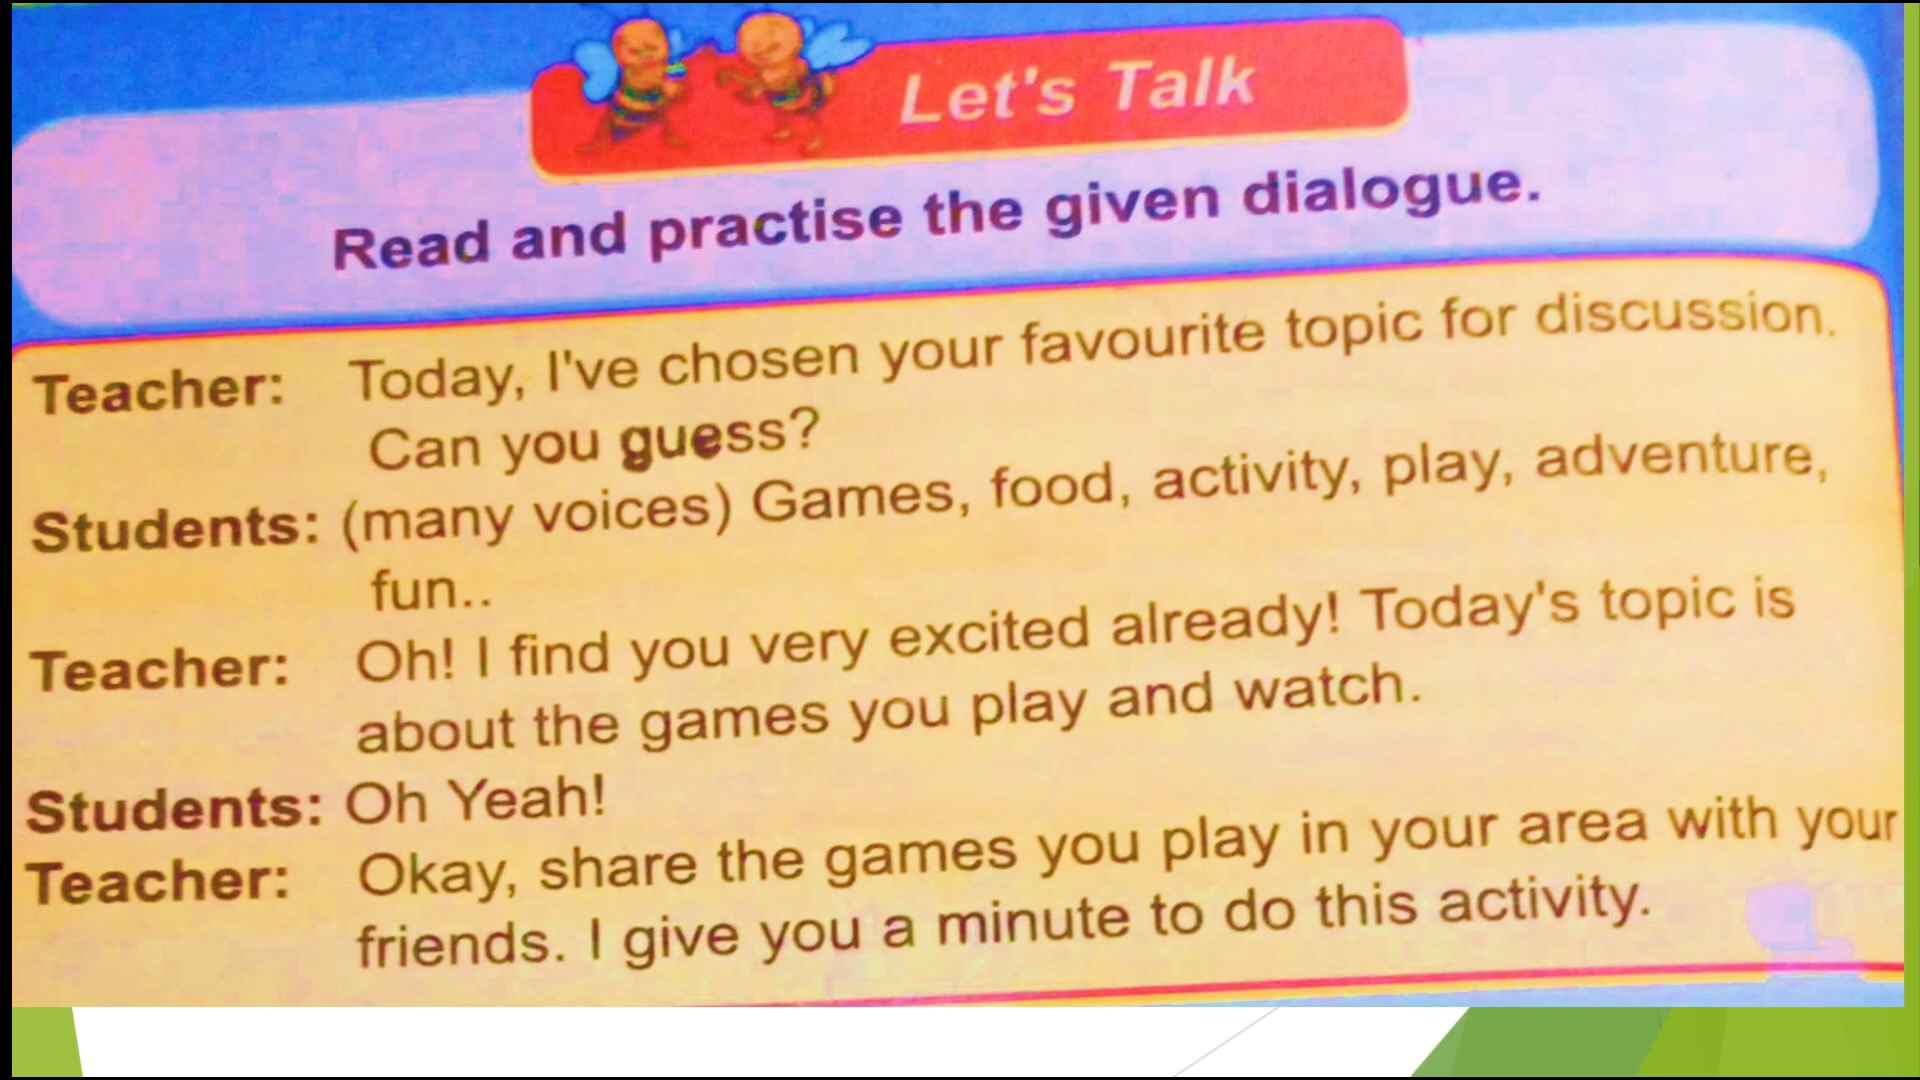 Let's Talk
Read and practise the given dialogue.
Teacher: Today, I've chosen your favourite topic for discussion.
Can you guess?
Students: (many voices) Games, food, activity, play, adventure,
fun..
Teacher: Oh! I find you very excited already! Today's topic is
about the games you play and watch.
Students: Oh Yeah!
Teacher: Okay, share the games you play in your area with your
friends. I give you a minute to do this activity.